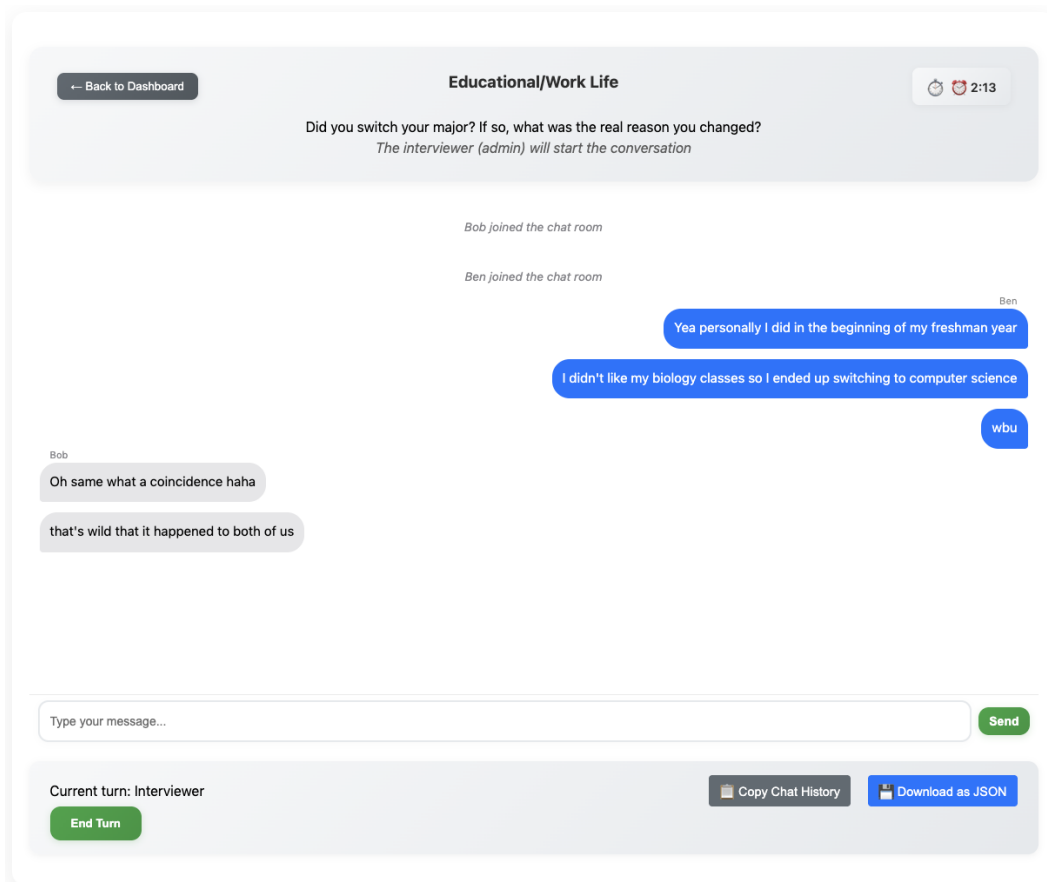 ← Back to Dashboard
Educational/Work Life
⏱ ⏰ 2:13
Did you switch your major? If so, what was the real reason you changed?
The interviewer (admin) will start the conversation
Bob joined the chat room
Ben joined the chat room
Ben
Yea personally I did in the beginning of my freshman year
I didn't like my biology classes so I ended up switching to computer science
wbu
Bob
Oh same what a coincidence haha
that's wild that it happened to both of us
Type your message...
Send
Current turn: Interviewer
📋 Copy Chat History
💾 Download as JSON
End Turn